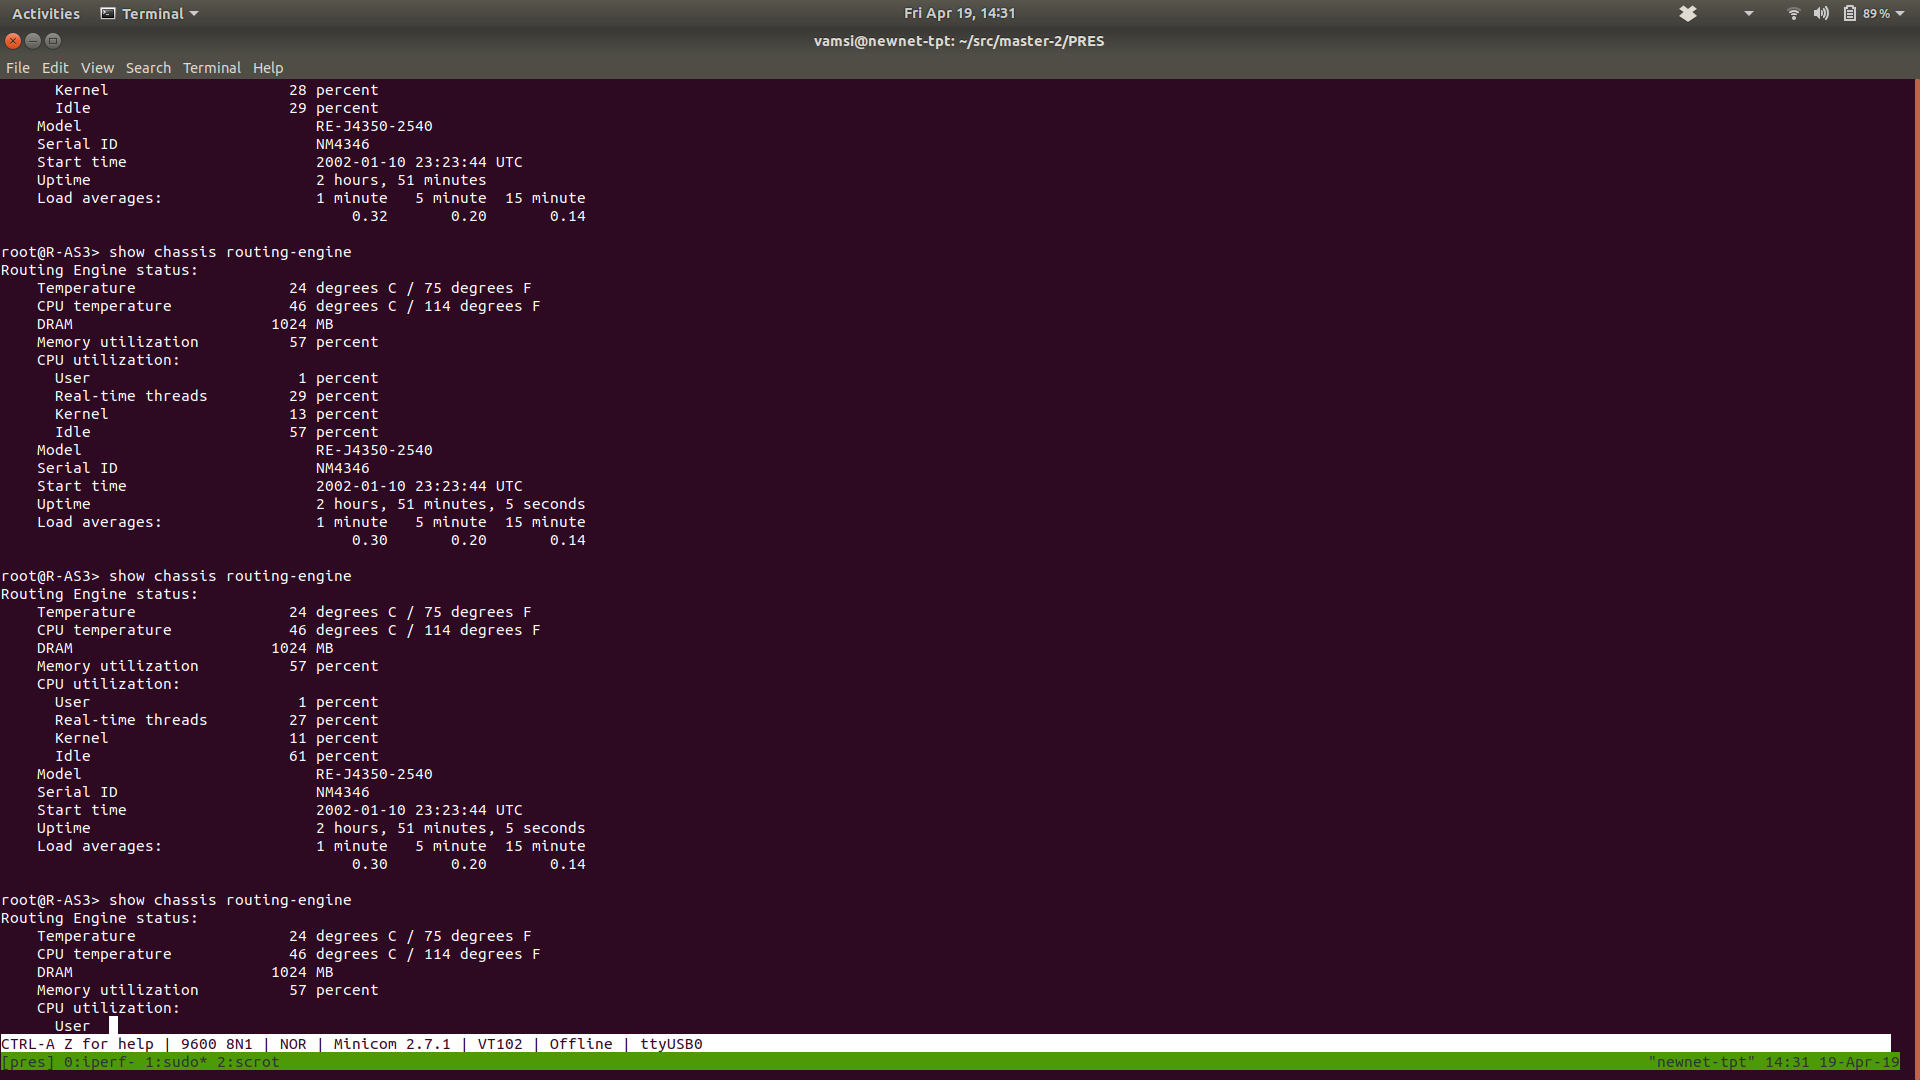 Activities Terminal Fri Apr 19, 14:31 89 %
vamsi@newnet-tpt: ~/src/master-2/PRES
File Edit View Search Terminal Help
      Kernel                    28 percent
      Idle                      29 percent
    Model                          RE-J4350-2540
    Serial ID                      NM4346
    Start time                     2002-01-10 23:23:44 UTC
    Uptime                         2 hours, 51 minutes
    Load averages:                 1 minute   5 minute  15 minute
                                       0.32       0.20       0.14
root@R-AS3> show chassis routing-engine
Routing Engine status:
    Temperature                 24 degrees C / 75 degrees F
    CPU temperature             46 degrees C / 114 degrees F
    DRAM                      1024 MB
    Memory utilization          57 percent
    CPU utilization:
      User                       1 percent
      Real-time threads         29 percent
      Kernel                    13 percent
      Idle                      57 percent
    Model                          RE-J4350-2540
    Serial ID                      NM4346
    Start time                     2002-01-10 23:23:44 UTC
    Uptime                         2 hours, 51 minutes, 5 seconds
    Load averages:                 1 minute   5 minute  15 minute
                                       0.30       0.20       0.14
root@R-AS3> show chassis routing-engine
Routing Engine status:
    Temperature                 24 degrees C / 75 degrees F
    CPU temperature             46 degrees C / 114 degrees F
    DRAM                      1024 MB
    Memory utilization          57 percent
    CPU utilization:
      User                       1 percent
      Real-time threads         27 percent
      Kernel                    11 percent
      Idle                      61 percent
    Model                          RE-J4350-2540
    Serial ID                      NM4346
    Start time                     2002-01-10 23:23:44 UTC
    Uptime                         2 hours, 51 minutes, 5 seconds
    Load averages:                 1 minute   5 minute  15 minute
                                       0.30       0.20       0.14
root@R-AS3> show chassis routing-engine
Routing Engine status:
    Temperature                 24 degrees C / 75 degrees F
    CPU temperature             46 degrees C / 114 degrees F
    DRAM                      1024 MB
    Memory utilization          57 percent
    CPU utilization:
      User
CTRL-A Z for help | 9600 8N1 | NOR | Minicom 2.7.1 | VT102 | Offline | ttyUSB0
[pres] 0:iperf- 1:sudo* 2:scrot "newnet-tpt" 14:31 19-Apr-19